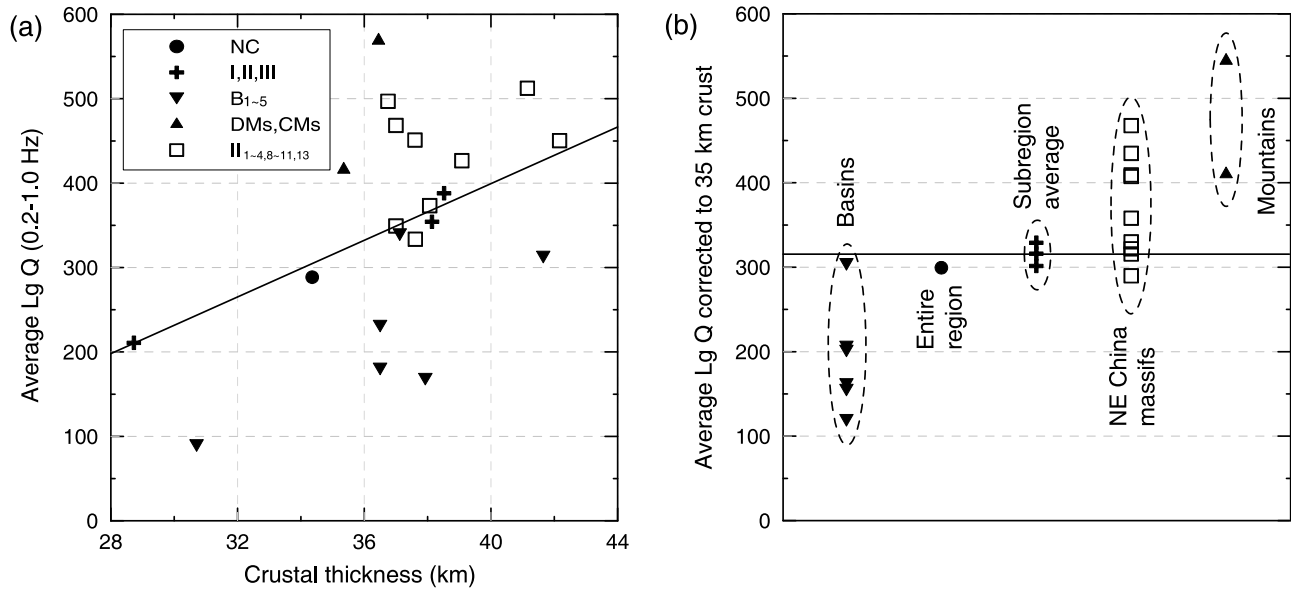 (a)
600
500
400
300
200
100
0
Average Lg Q (0.2-1.0 Hz)
NC
I,II,III
B1~5
DMs,CMs
II1~4,8~11,13
28
32
36
40
44
Crustal thickness (km)
(b)
600
500
400
300
200
100
0
Average Lg Q corrected to 35 km crust
Basins
Entire
region
Subregion
average
NE China
massifs
Mountains